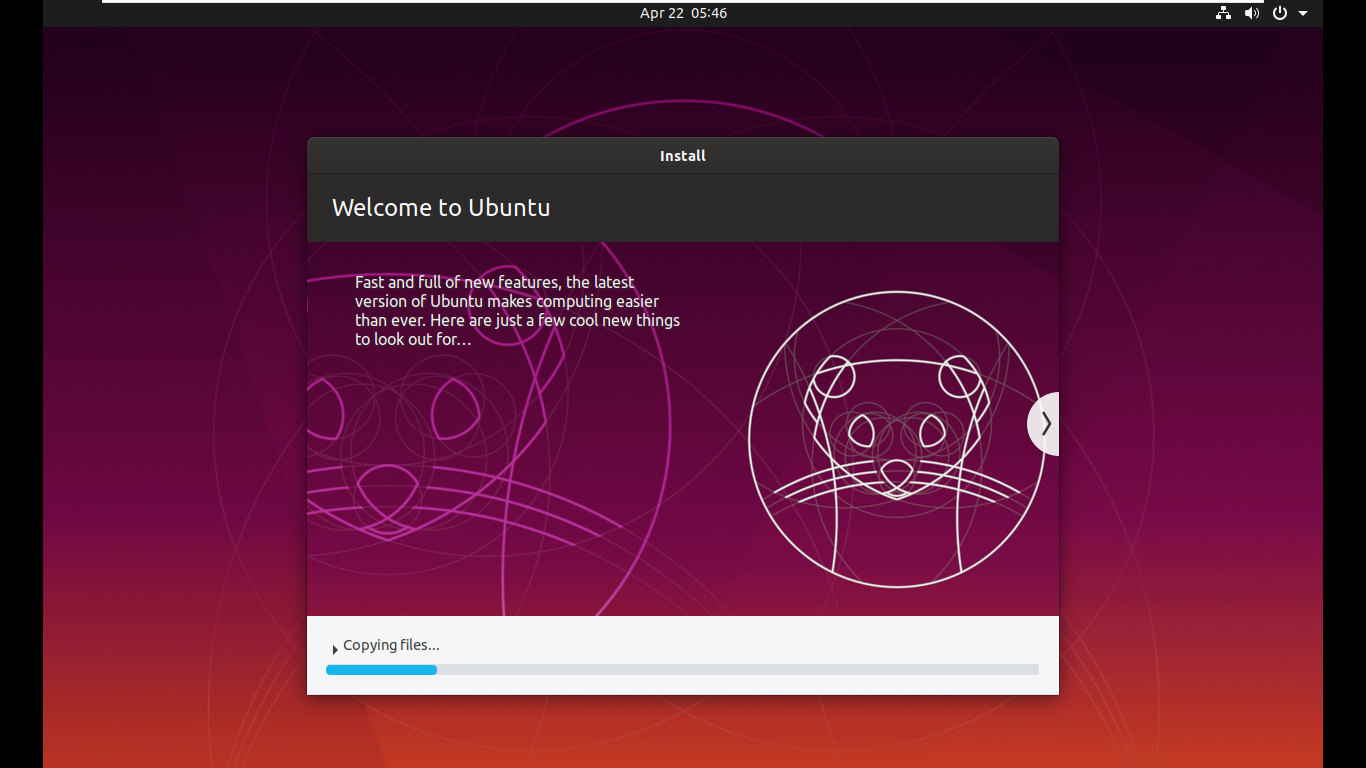 Apr 22 05:46
Install
Welcome to Ubuntu
Fast and full of new features, the latest
version of Ubuntu makes computing easier
than ever. Here are just a few cool new things
to look out for…
Copying files...